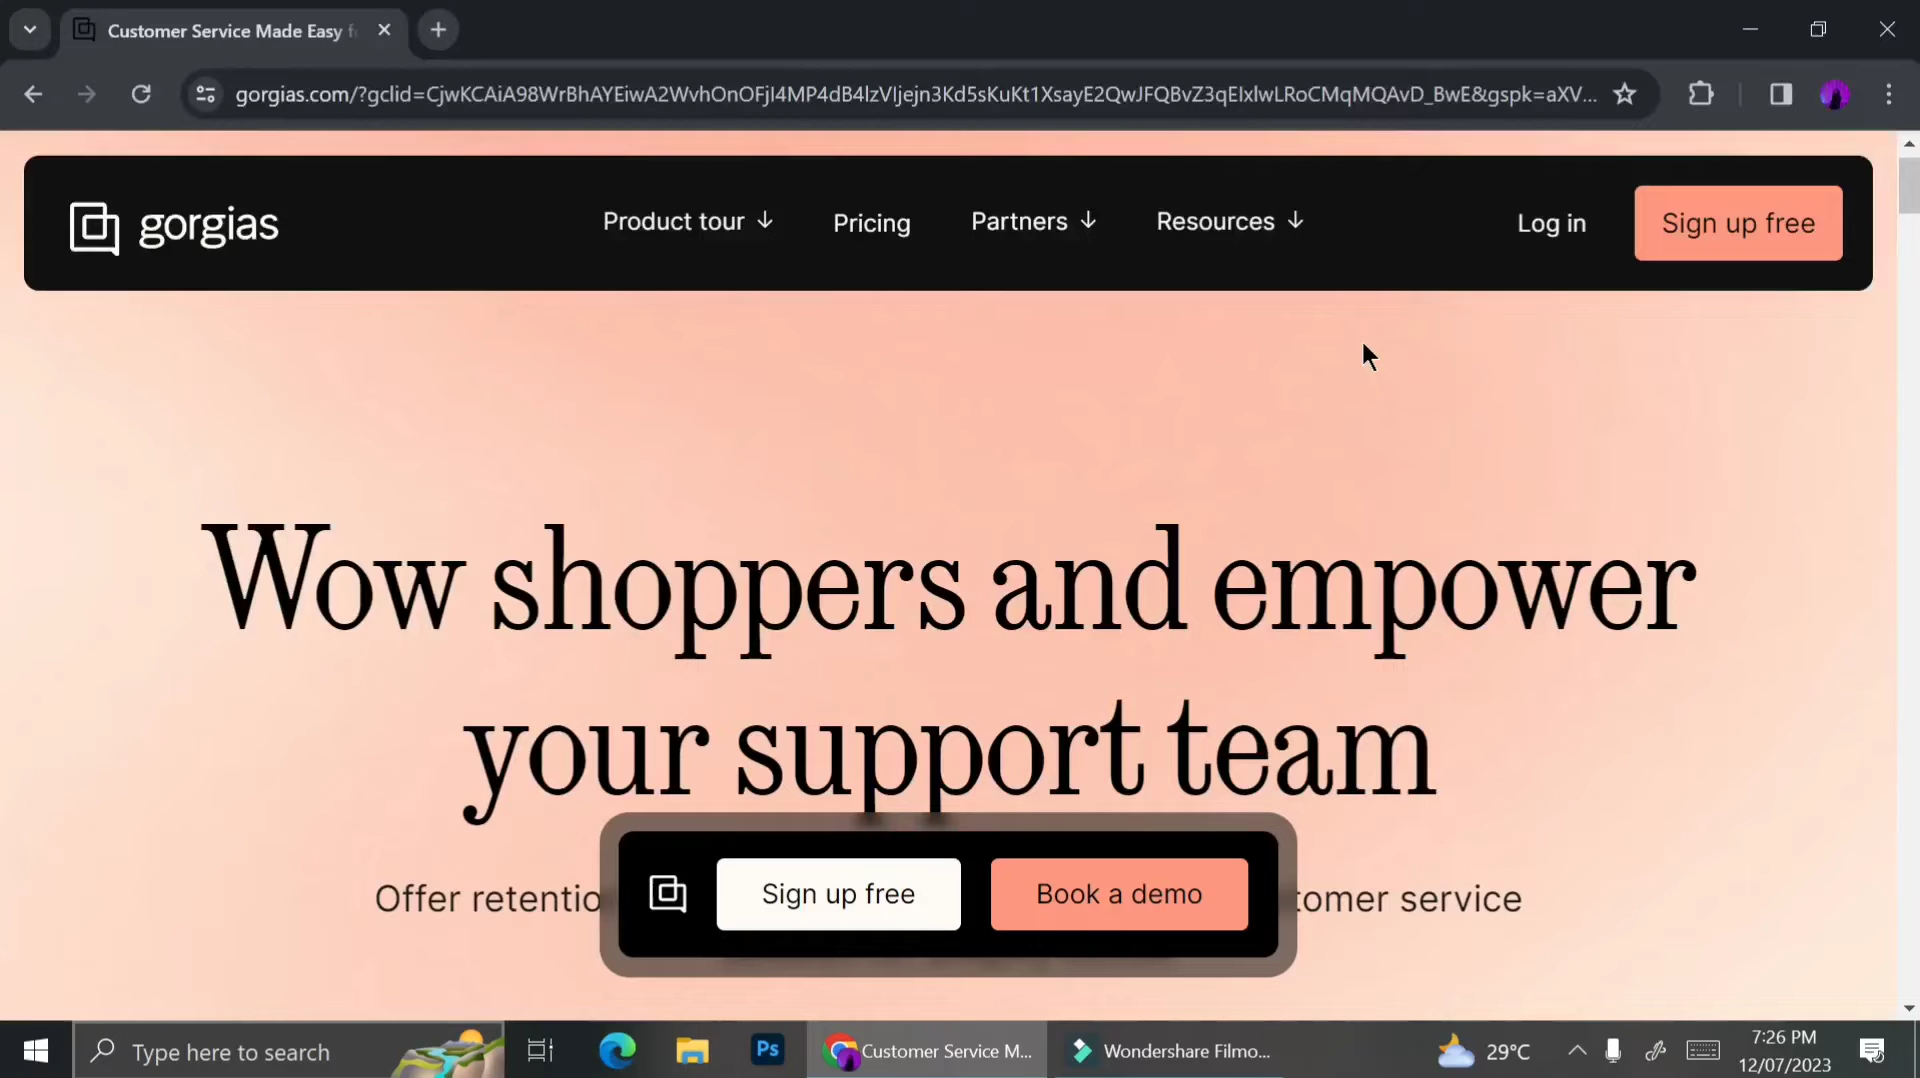 Customer Service Made Easy f
gorgias.com/?gclid=CjwKCAiA98WrBhAYEiwA2WvhOnOFjI4MP4dB4lzVIjejn3Kd5sKuKt1XsayE2QwJFQBvZ3qEIxIwLRoCMqMQAvD_BwE&gspk=aXV...
gorgias
Product tour ↓
Pricing
Partners ↓
Resources ↓
Log in
Sign up free
Wow shoppers and empower
your support team
Offer retentio
tomer service
Sign up free
Book a demo
Type here to search
Ps
Customer Service M...
Wondershare Filmo...
29°C
7:26 PM
12/07/2023